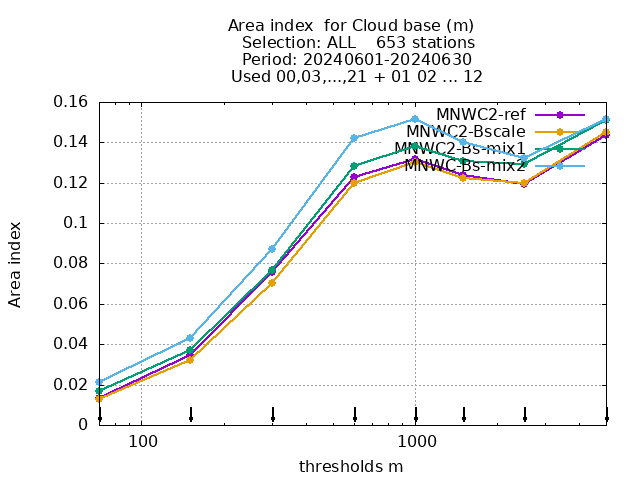 Area index  for Cloud base (m)
Selection: ALL    653 stations
Period: 20240601-20240630
Used 00,03,...,21 + 01 02 ... 12
MNWC2-ref
MNWC2-Bscale
MNWC2-Bs-mix1
MNWC-Bs-mix2
0.16
0.14
0.12
0.1
0.08
0.06
0.04
0.02
0
Area index
100
1000
thresholds m